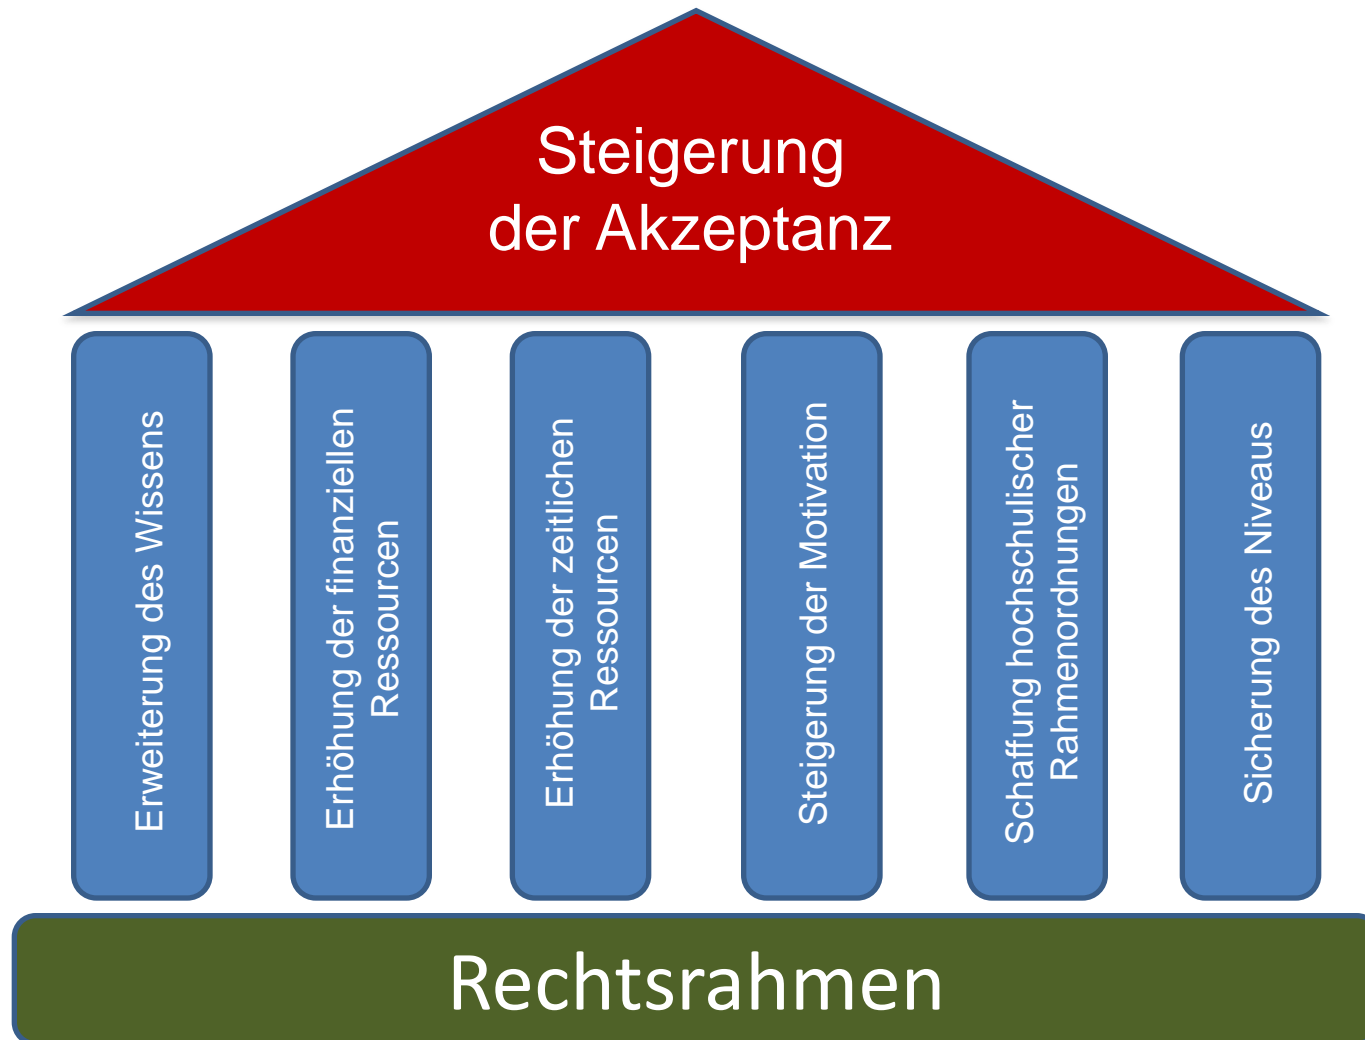 Steigerung
der Akzeptanz
Erweiterung des Wissens
Erhöhung der finanziellen
Ressourcen
Erhöhung der zeitlichen
Ressourcen
Steigerung der Motivation
Schaffung hochschulischer
Rahmenordnungen
Sicherung des Niveaus
Rechtsrahmen